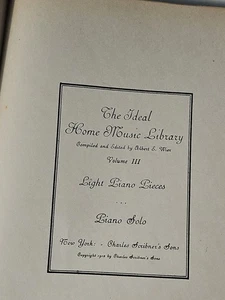 The Ideal
Home Music Library
Compiled and Edited by Albert E. Wier
Volume III
Light Piano Pieces
...
Piano Solo
New York: - Charles Scribner's Sons
Copyright by Charles Scribner's Sons